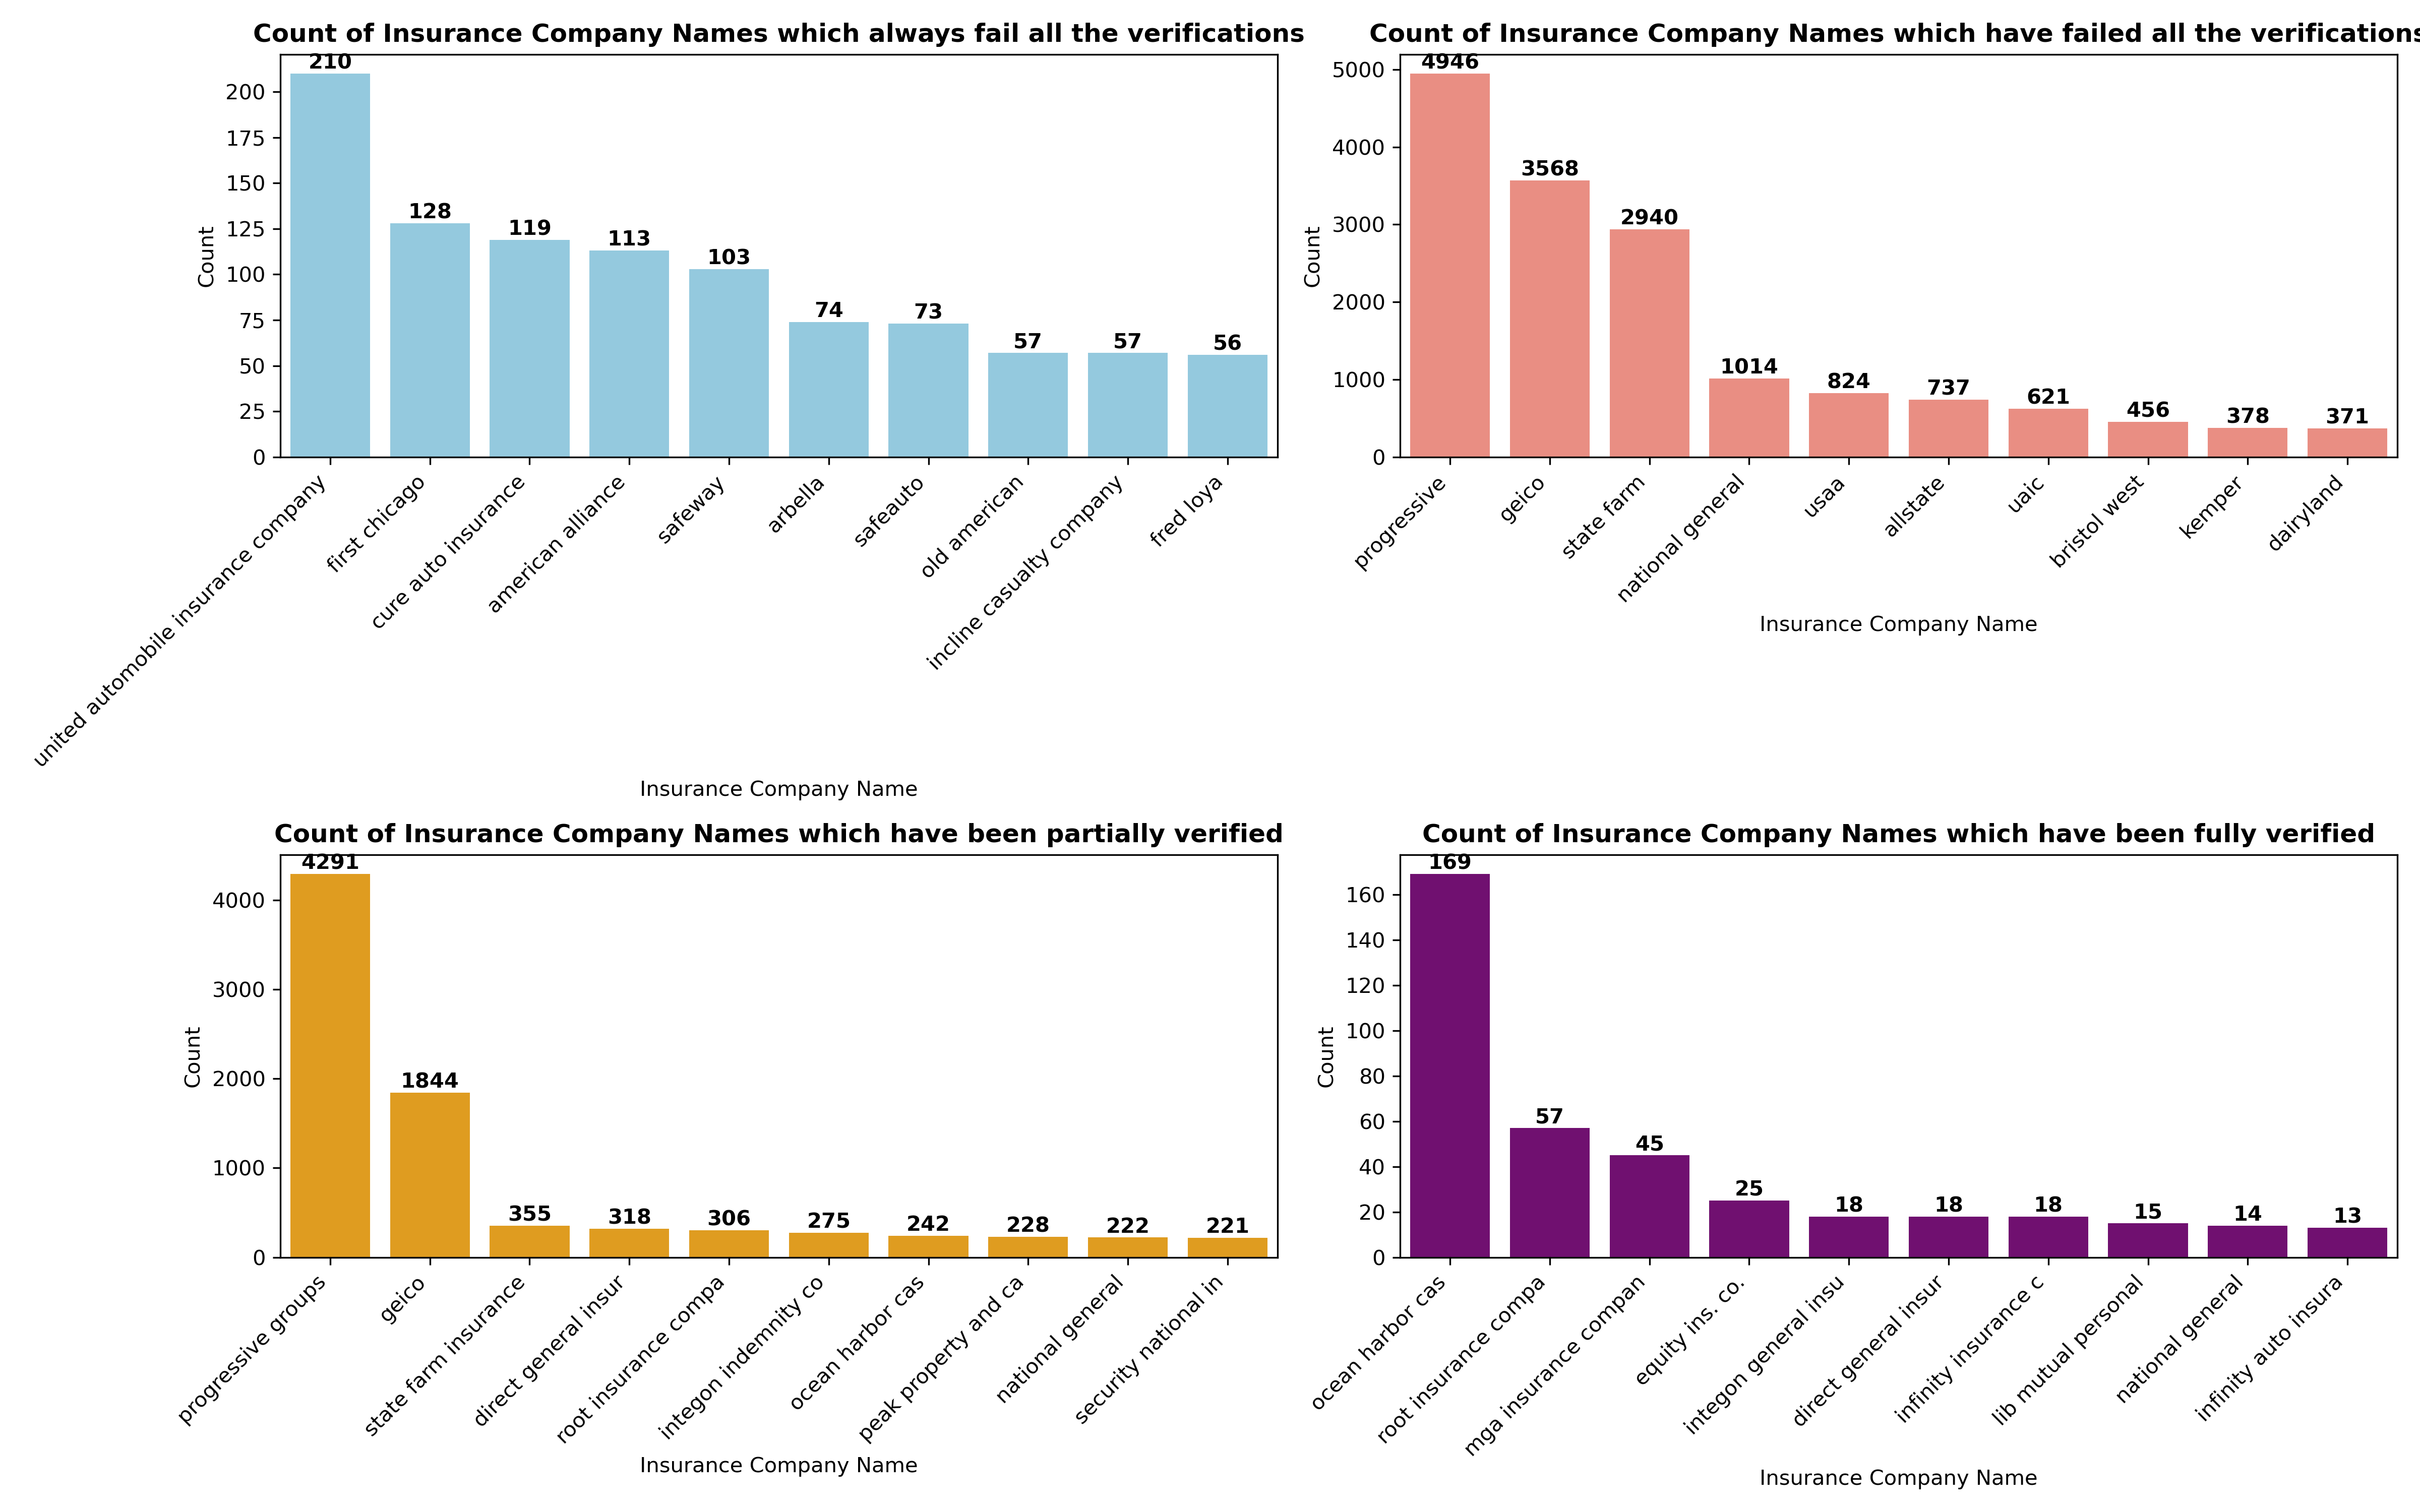 Count of Insurance Company Names which always fail all the verifications
210
128
119
113
103
74
73
57
57
56
200
175
150
125
100
75
50
25
0
Count
united automobile insurance company
first chicago
cure auto insurance
american alliance
safeway
arbella
safeauto
old american
incline casualty company
fred loya
Insurance Company Name
Count of Insurance Company Names which have failed all the verifications
4946
3568
2940
1014
824
737
621
456
378
371
5000
4000
3000
2000
1000
0
Count
progressive
geico
state farm
national general
usaa
allstate
uaic
bristol west
kemper
dairyland
Insurance Company Name
Count of Insurance Company Names which have been partially verified
4291
1844
355
318
306
275
242
228
222
221
4000
3000
2000
1000
0
Count
progressive groups
geico
state farm insurance
direct general insur
root insurance compa
integon indemnity co
ocean harbor cas
peak property and ca
national general
security national in
Insurance Company Name
Count of Insurance Company Names which have been fully verified
169
57
45
25
18
18
18
15
14
13
160
140
120
100
80
60
40
20
0
Count
ocean harbor cas
root insurance compa
mga insurance compan
equity ins. co.
integon general insu
direct general insur
infinity insurance c
lib mutual personal
national general
infinity auto insura
Insurance Company Name